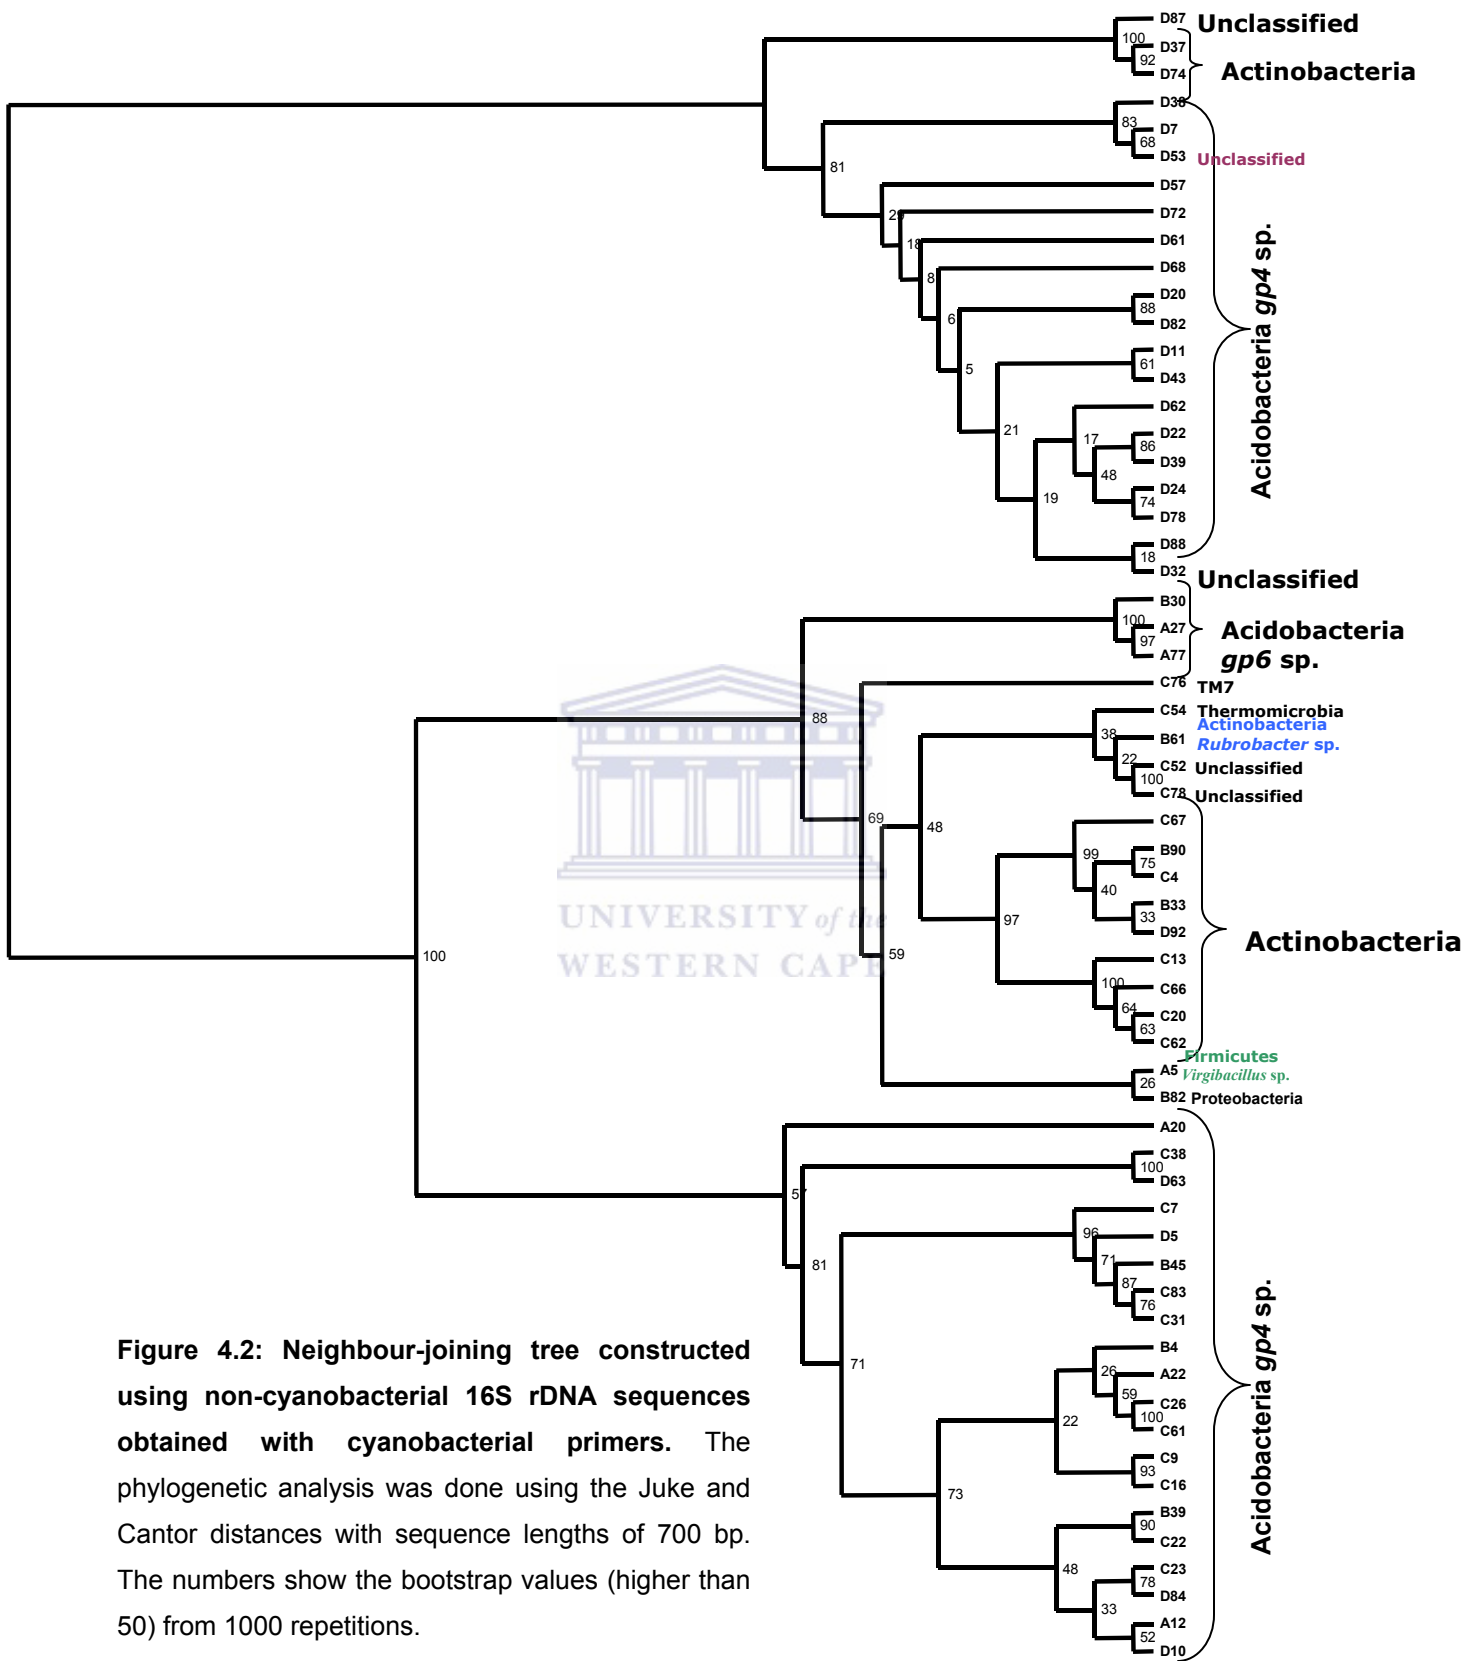 D87 Unclassified
100
D37
92
D74
Actinobacteria
D38
83
D7
68
D53 Unclassified
81
D57
29
D72
18
D61
8
D68
6
D20
88
D82
5
D11
61
D43
21
D62
17
D22
86
D39
48
D24
74
D78
19
D88
18
D32 Unclassified
Acidobacteria gp4 sp.
B30
100
A27
97
A77
Acidobacteria
gp6 sp.
88
C76 TM7
C54 Thermomicrobia
38
B61 Actinobacteria
Rubrobacter sp.
22
C52 Unclassified
100
C78 Unclassified
69
48
C67
99
B90
75
C4
40
B33
33
D92
97
Actinobacteria
C13
100
C66
64
C20
63
C62
59
100
A5 Firmicutes
Virgibacillus sp.
26
B82 Proteobacteria
UNIVERSITY of the
WESTERN CAPE
A20
57
C38
100
D63
81
C7
96
D5
71
B45
87
C83
76
C31
71
B4
26
A22
59
C26
100
C61
22
C9
93
C16
73
B39
90
C22
48
C23
78
D84
33
A12
52
D10
Acidobacteria gp4 sp.
Figure 4.2: Neighbour-joining tree constructed
using non-cyanobacterial 16S rDNA sequences
obtained with cyanobacterial primers. The
phylogenetic analysis was done using the Juke and
Cantor distances with sequence lengths of 700 bp.
The numbers show the bootstrap values (higher than
50) from 1000 repetitions.